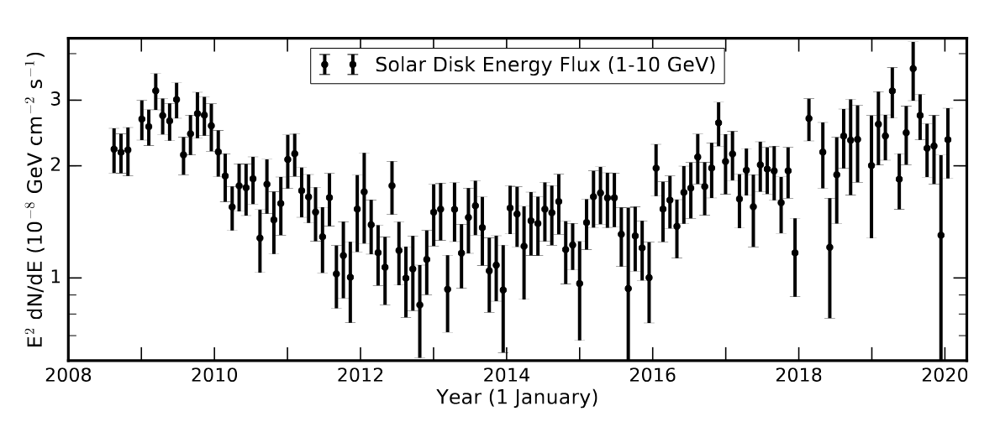 Solar Disk Energy Flux (1-10 GeV)
E² dN/dE (10⁻⁸ GeV cm⁻² s⁻¹)
3
2
1
2008 2010 2012 2014 2016 2018 2020
Year (1 January)